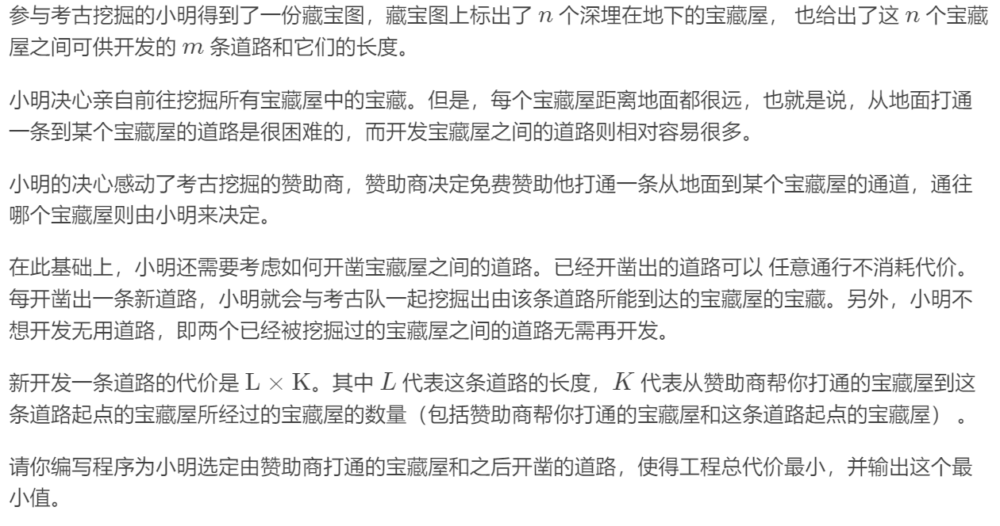 参与考古挖掘的小明得到了一份藏宝图，藏宝图上标出了 n 个深埋在地下的宝藏屋， 也给出了这 n 个宝藏
屋之间可供开发的 m 条道路和它们的长度。
小明决心亲自前往挖掘所有宝藏屋中的宝藏。但是，每个宝藏屋距离地面都很远，也就是说，从地面打通
一条到某个宝藏屋的道路是很困难的，而开发宝藏屋之间的道路则相对容易很多。
小明的决心感动了考古挖掘的赞助商，赞助商决定免费赞助他打通一条从地面到某个宝藏屋的通道，通往
哪个宝藏屋则由小明来决定。
在此基础上，小明还需要考虑如何开凿宝藏屋之间的道路。已经开凿出的道路可以 任意通行不消耗代价。
每开凿出一条新道路，小明就会与考古队一起挖掘出由该条道路所能到达的宝藏屋的宝藏。另外，小明不
想开发无用道路，即两个已经被挖掘过的宝藏屋之间的道路无需再开发。
新开发一条道路的代价是 L × K。其中 L 代表这条道路的长度，K 代表从赞助商帮你打通的宝藏屋到这
条道路起点的宝藏屋所经过的宝藏屋的数量（包括赞助商帮你打通的宝藏屋和这条道路起点的宝藏屋） 。
请你编写程序为小明选定由赞助商打通的宝藏屋和之后开凿的道路，使得工程总代价最小，并输出这个最
小值。